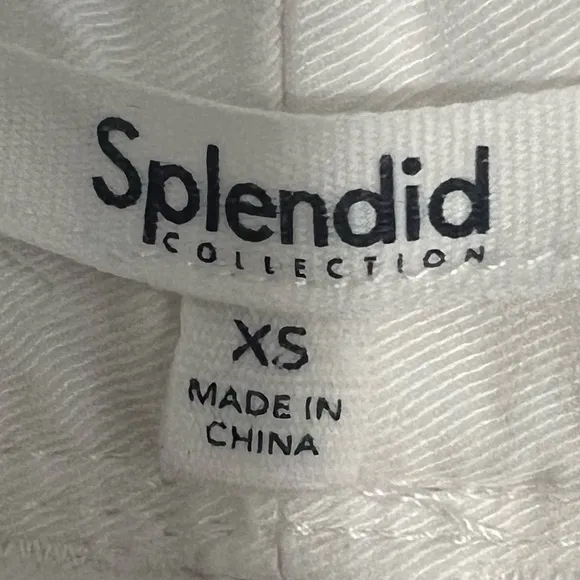 Splendid
COLLECTION
XS
MADE IN
CHINA